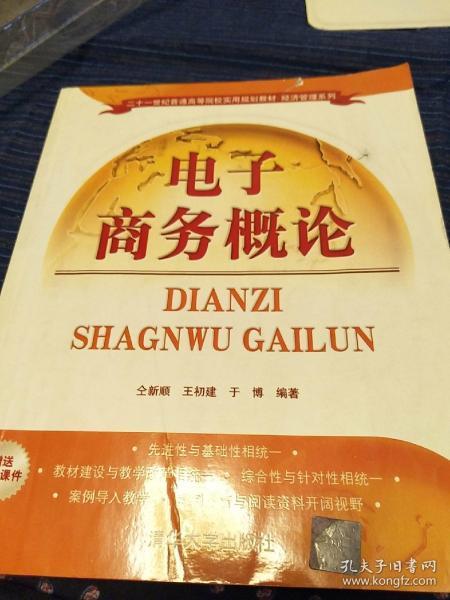 二十一世纪普通高等院校实用规划教材 经济管理系列
电子
商务概论
DIANZI
SHAGNWU GAILUN
仝新顺 王初建 于 博 编著
赠送
课件
先进性与基础性相统一
教材建设与教学 综合性与针对性相统一
案例导入教学 与阅读资料开阔视野
清华大学出版社
孔夫子旧书网
www.kongfz.com